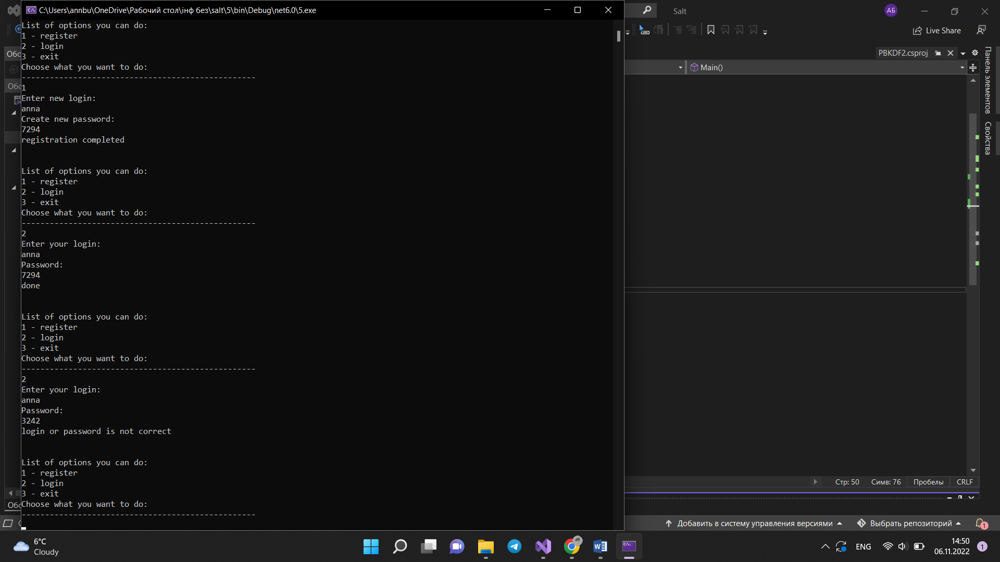 C:\Users\annbu\OneDrive\Рабочий стол\інф без\salt\5\bin\Debug\net6.0\5.exe
Salt
АБ
Live Share
PBKDF2.csproj
Main()
Панель элементов
Свойства
List of options you can do:
1 - register
2 - login
3 - exit
Choose what you want to do:
--------------------------------------------------
1
Enter new login:
anna
Create new password:
7294
registration completed
List of options you can do:
1 - register
2 - login
3 - exit
Choose what you want to do:
--------------------------------------------------
2
Enter your login:
anna
Password:
7294
done
List of options you can do:
1 - register
2 - login
3 - exit
Choose what you want to do:
--------------------------------------------------
2
Enter your login:
anna
Password:
3242
login or password is not correct
List of options you can do:
1 - register
2 - login
3 - exit
Choose what you want to do:
--------------------------------------------------
Стр: 50 Симв: 76 Пробелы CRLF
Добавить в систему управления версиями Выбрать репозиторий 1
6°C
Cloudy
ENG
14:50
06.11.2022
1